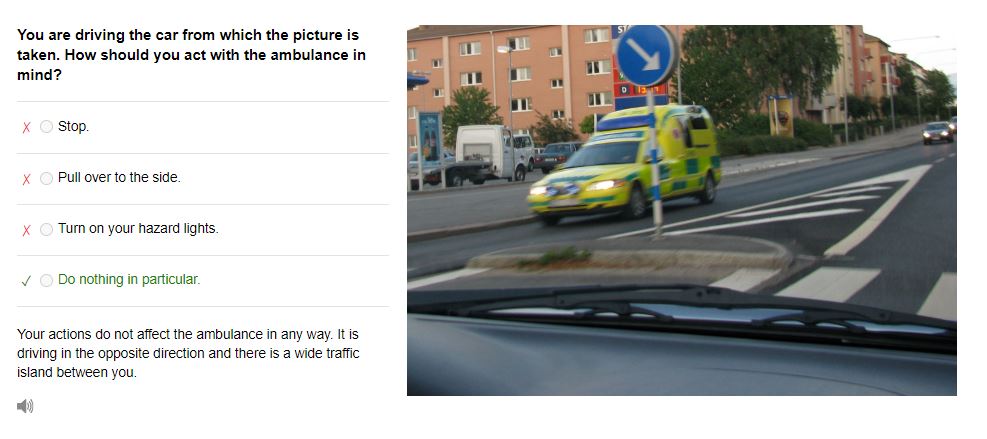 You are driving the car from which the picture is
taken. How should you act with the ambulance in
mind?
Stop.
Pull over to the side.
Turn on your hazard lights.
Do nothing in particular.
Your actions do not affect the ambulance in any way. It is
driving in the opposite direction and there is a wide traffic
island between you.
ST
D